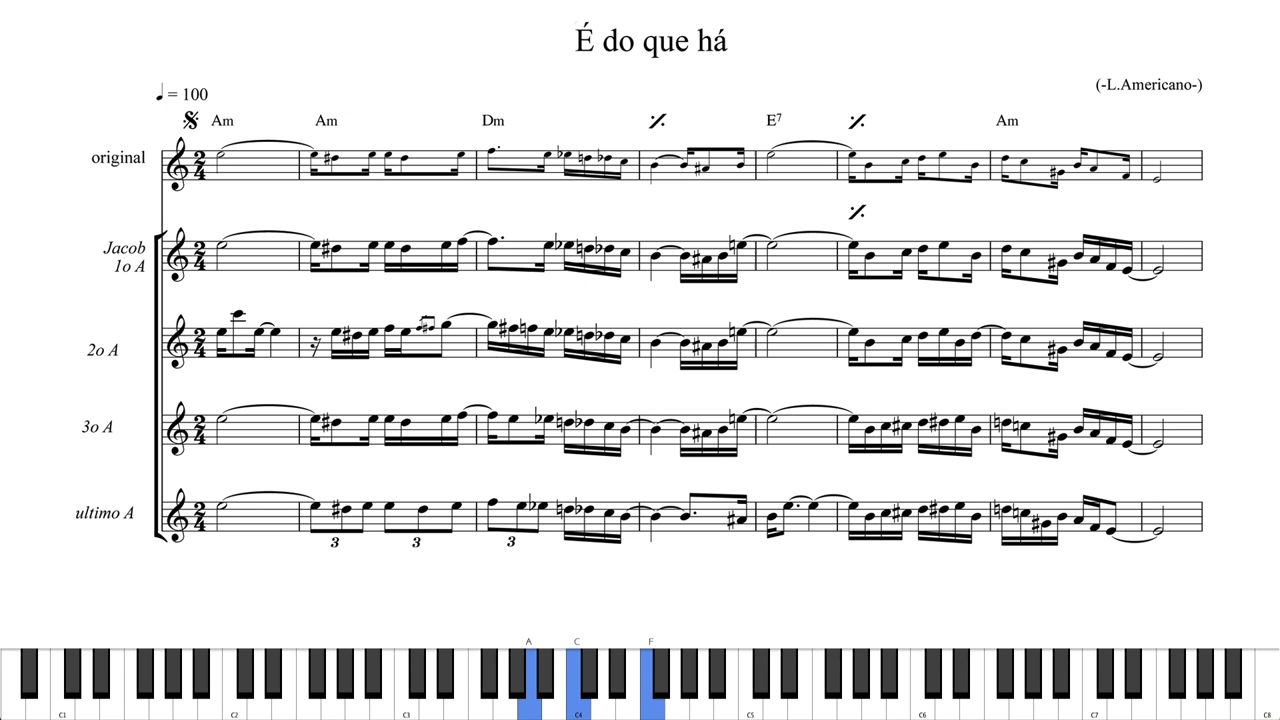 É do que há
= 100
(-L.Americano-)
Am Am Dm E7 Am
original
Jacob
1o A
2o A
3o A
ultimo A
3 3 3
A C F
C1 C2 C3 C4 C5 C6 C7 C8